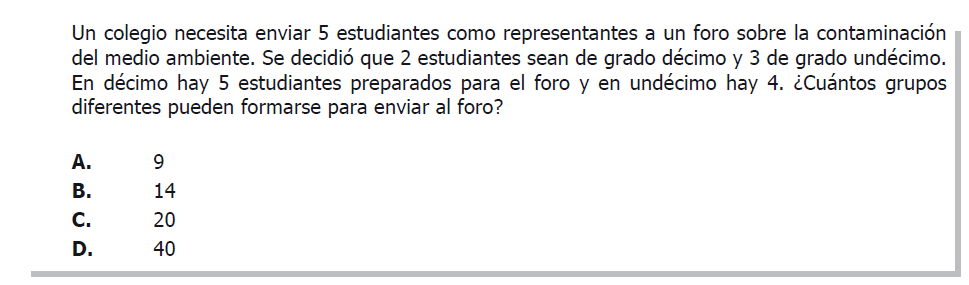 Un colegio necesita enviar 5 estudiantes como representantes a un foro sobre la contaminación
del medio ambiente. Se decidió que 2 estudiantes sean de grado décimo y 3 de grado undécimo.
En décimo hay 5 estudiantes preparados para el foro y en undécimo hay 4. ¿Cuántos grupos
diferentes pueden formarse para enviar al foro?
A. 9
B. 14
C. 20
D. 40